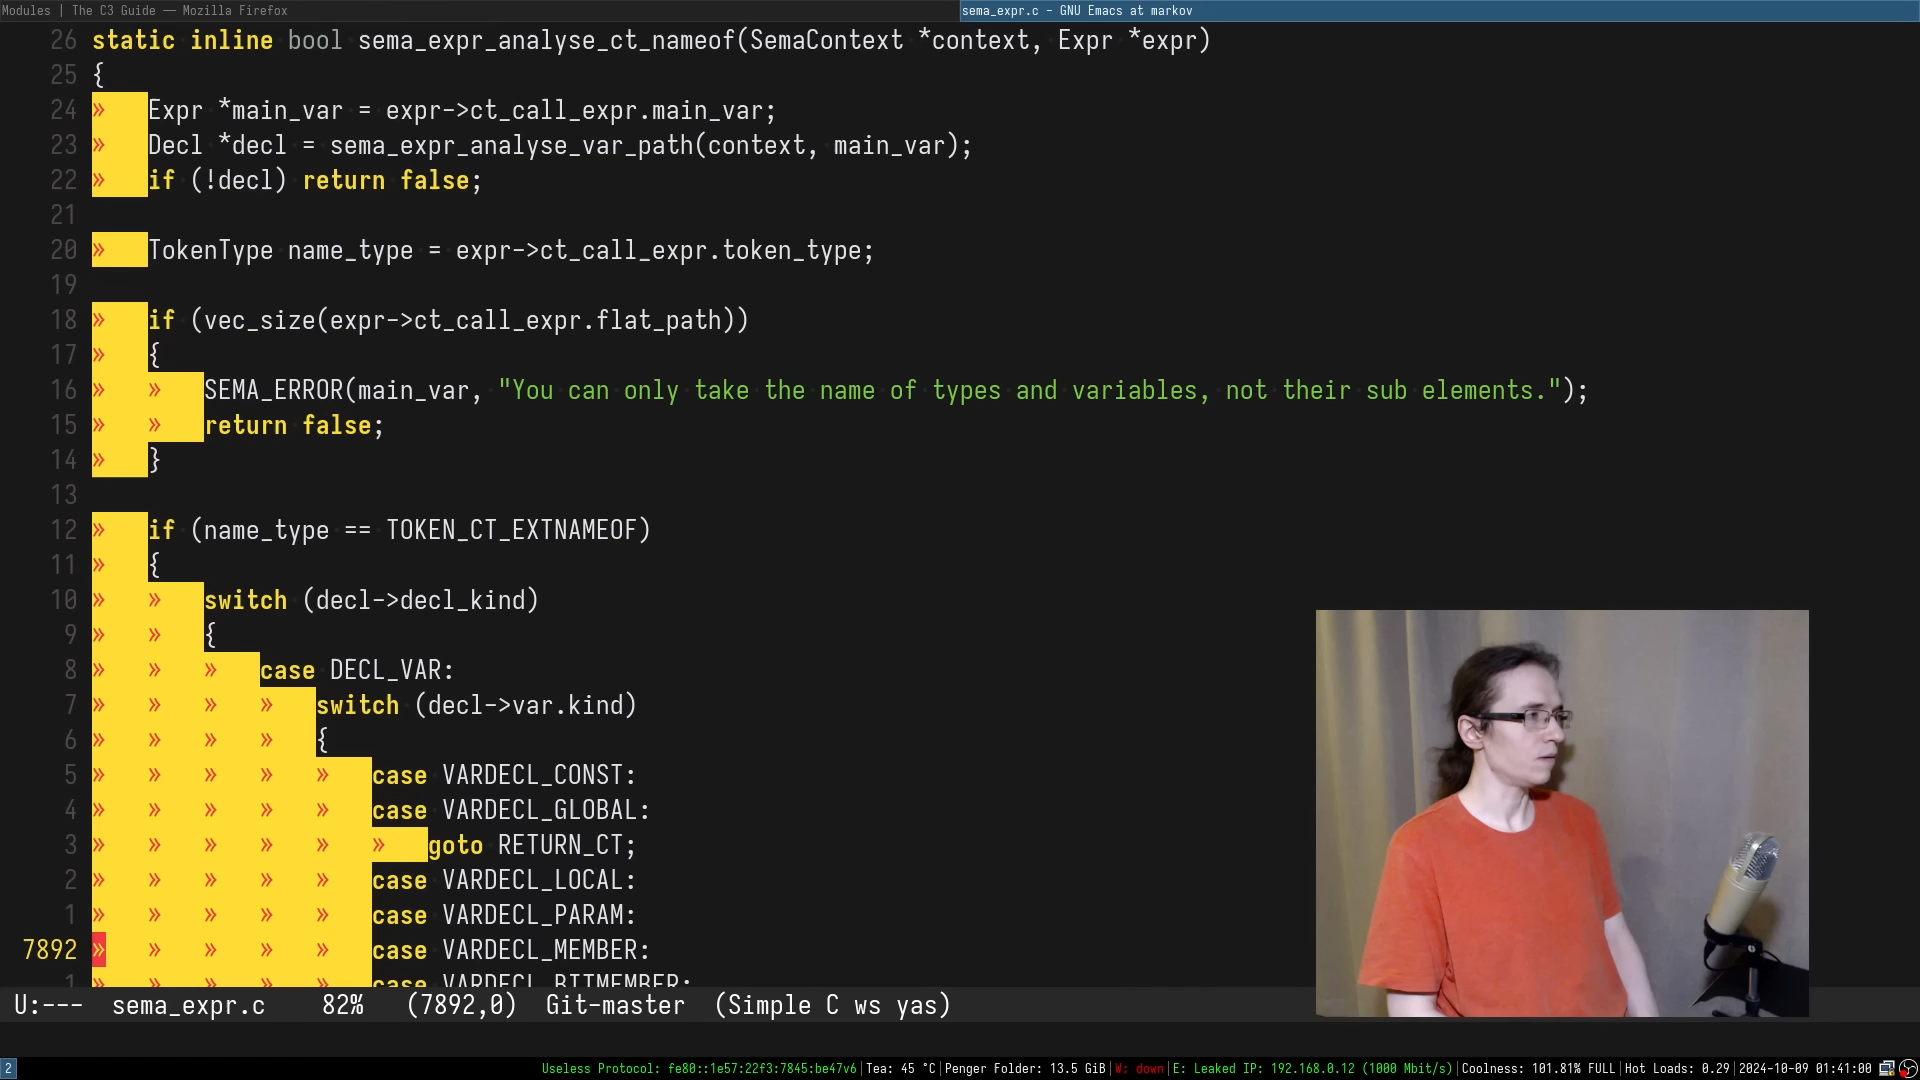 Modules | The C3 Guide — Mozilla Firefox
sema_expr.c - GNU Emacs at markov
26 static inline bool sema_expr_analyse_ct_nameof(SemaContext *context, Expr *expr)
25 {
24 »   Expr *main_var = expr->ct_call_expr.main_var;
23 »   Decl *decl = sema_expr_analyse_var_path(context, main_var);
22 »   if (!decl) return false;
21
20 »   TokenType name_type = expr->ct_call_expr.token_type;
19
18 »   if (vec_size(expr->ct_call_expr.flat_path))
17 »   {
16 »   »   SEMA_ERROR(main_var, "You can only take the name of types and variables, not their sub elements.");
15 »   »   return false;
14 »   }
13
12 »   if (name_type == TOKEN_CT_EXTNAMEOF)
11 »   {
10 »   »   switch (decl->decl_kind)
9 »   »   {
8 »   »   »   case DECL_VAR:
7 »   »   »   »   switch (decl->var.kind)
6 »   »   »   »   {
5 »   »   »   »   »   case VARDECL_CONST:
4 »   »   »   »   »   case VARDECL_GLOBAL:
3 »   »   »   »   »   »   goto RETURN_CT;
2 »   »   »   »   »   case VARDECL_LOCAL:
1 »   »   »   »   »   case VARDECL_PARAM:
7892 »   »   »   »   »   case VARDECL_MEMBER:
1 »   »   »   »   »   case VARDECL_BITMEMBER:
U:--- sema_expr.c 82% (7892,0) Git-master (Simple C ws yas)
2
Useless Protocol: fe80::1e57:22f3:7845:be47v6|Tea: 45 °C|Penger Folder: 13.5 GiB|W: down|E: Leaked IP: 192.168.0.12 (1000 Mbit/s)|Coolness: 101.81% FULL|Hot Loads: 0.29|2024-10-09 01:41:00